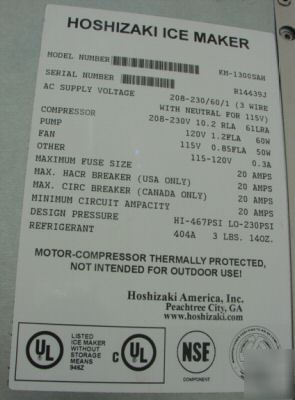 HOSHIZAKI ICE MAKER
MODEL NUMBER KM-1300SAH
SERIAL NUMBER R14439J
AC SUPPLY VOLTAGE 208-230/60/1 (3 WIRE
WITH NEUTRAL FOR 115V)
COMPRESSOR 208-230V 10.2 RLA 61LRA
PUMP 120V 1.2FLA 60W
FAN 115V 0.85FLA 50W
OTHER 115-120V 0.3A
MAXIMUM FUSE SIZE 20 AMPS
MAX. HACR BREAKER (USA ONLY) 20 AMPS
MAX. CIRC BREAKER (CANADA ONLY) 20 AMPS
MINIMUM CIRCUIT AMPACITY 20 AMPS
DESIGN PRESSURE HI-467PSI LO-230PSI
REFRIGERANT 404A 3 LBS. 14OZ.
MOTOR-COMPRESSOR THERMALLY PROTECTED,
NOT INTENDED FOR OUTDOOR USE!
Hoshizaki America, Inc.
Peachtree City, GA
www.hoshizaki.com
UL
LISTED
ICE MAKER
WITHOUT
STORAGE
MEANS
946Z
C UL
NSF
COMPONENT